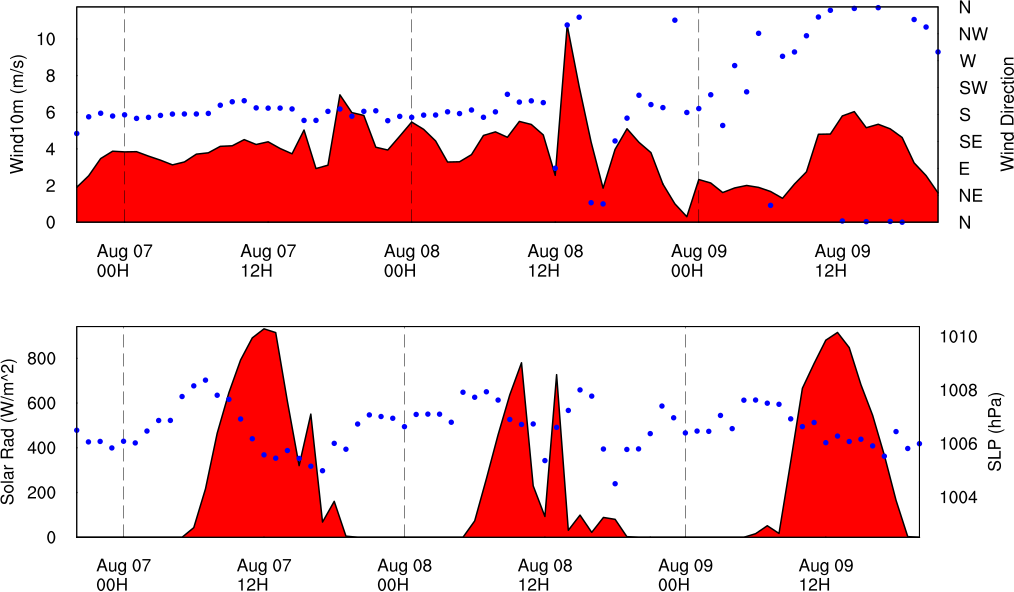 N
10
NW
8
W
SW
6
S
4
SE
E
2
NE
0
N
Wind10m (m/s)
Wind Direction
Aug 07
00H
Aug 07
12H
Aug 08
00H
Aug 08
12H
Aug 09
00H
Aug 09
12H
1010
800
1008
600
1006
400
200
1004
0
Solar Rad (W/m^2)
SLP (hPa)
Aug 07
00H
Aug 07
12H
Aug 08
00H
Aug 08
12H
Aug 09
00H
Aug 09
12H